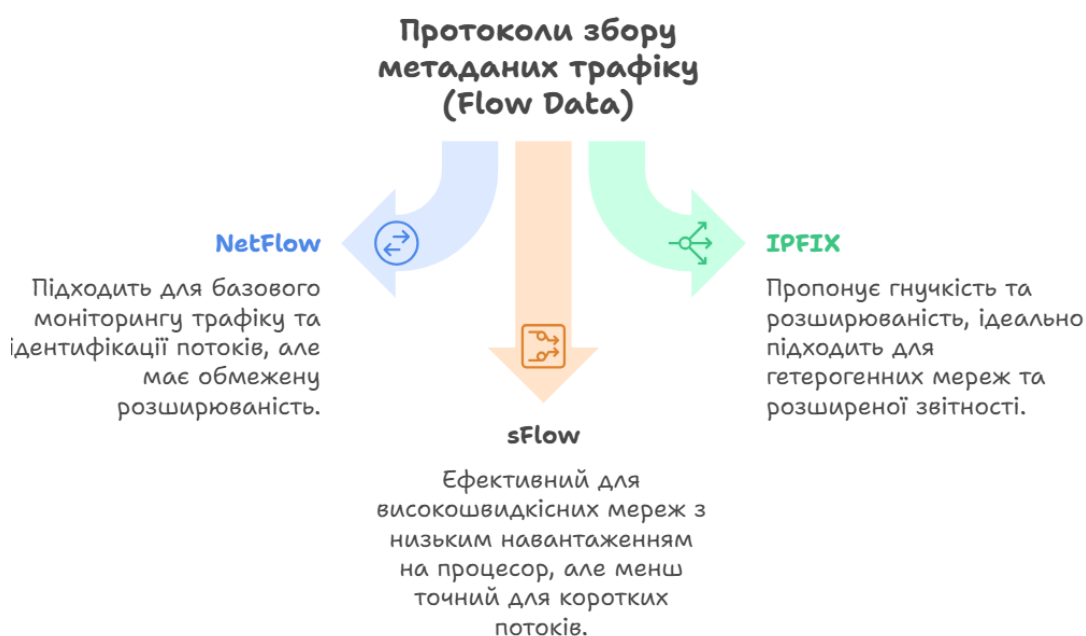 Протоколи збору
метаданих трафіку
(Flow Data)
NetFlow
Підходить для базового
моніторингу трафіку та
ідентифікації потоків, але
має обмежену
розширюваність.
sFlow
Ефективний для
високошвидкісних мереж з
низьким навантаженням
на процесор, але менш
точний для коротких
потоків.
IPFIX
Пропонує гнучкість та
розширюваність, ідеально
підходить для
гетерогенних мереж та
розширеної звітності.